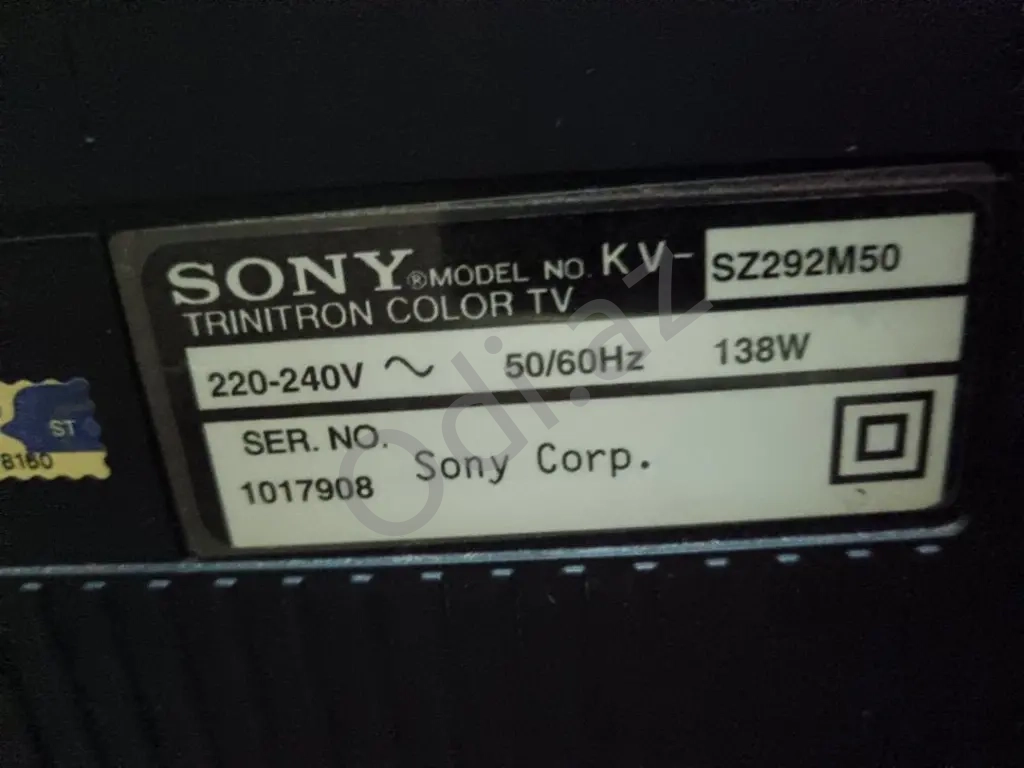 SONY® MODEL NO. KV-SZ292M50
TRINITRON COLOR TV
220-240V ~ 50/60Hz 138W
SER. NO.
1017908 Sony Corp.
ST
8160
Odi.az